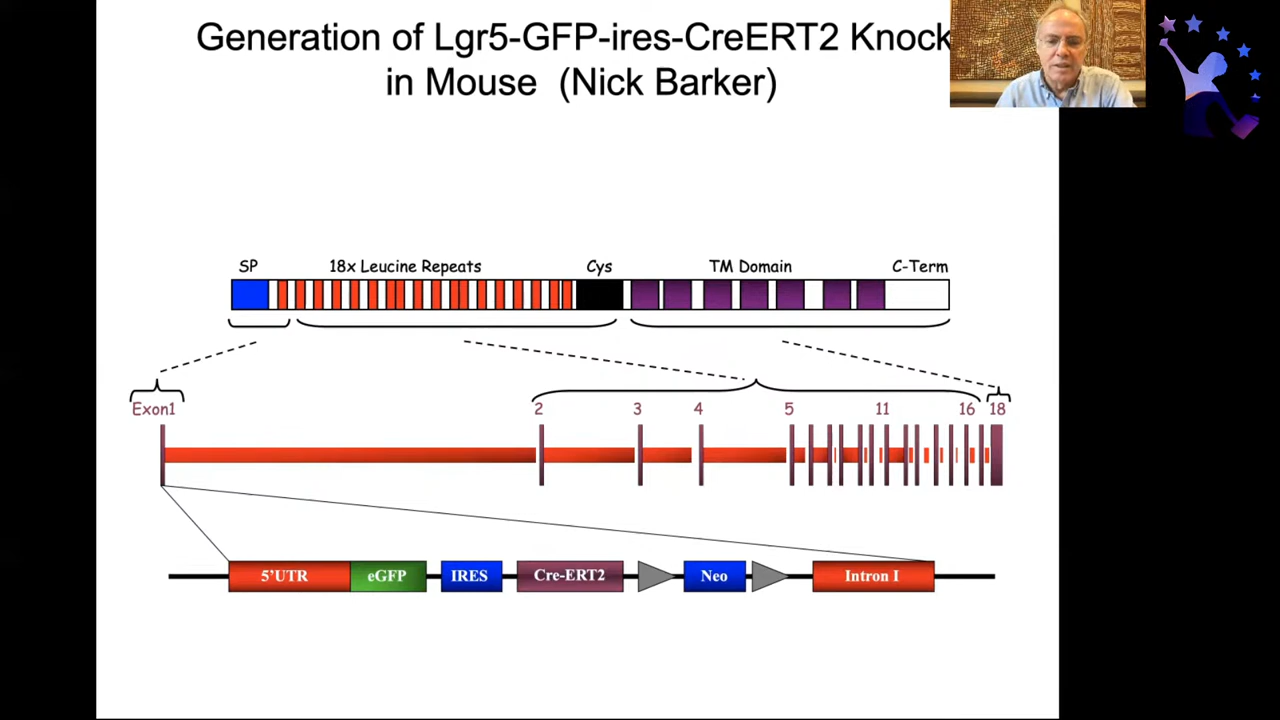 Generation of Lgr5-GFP-ires-CreERT2 Knock
in Mouse (Nick Barker)
SP 18x Leucine Repeats Cys TM Domain C-Term
Exon1 2 3 4 5 11 16 18
5'UTR eGFP IRES Cre-ERT2 Neo Intron I